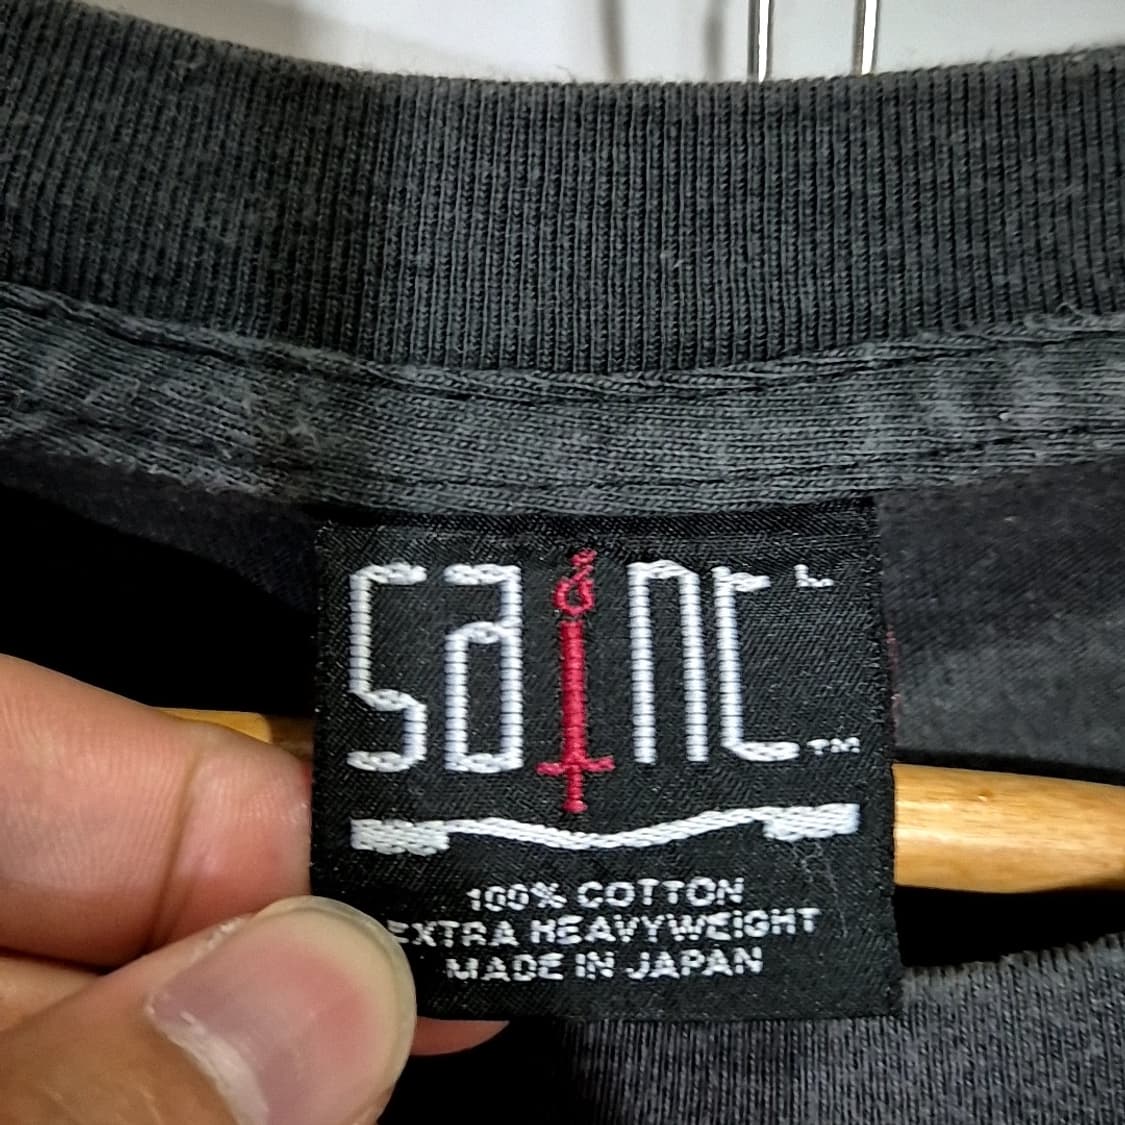 saint L ™
100% COTTON
EXTRA HEAVYWEIGHT
MADE IN JAPAN